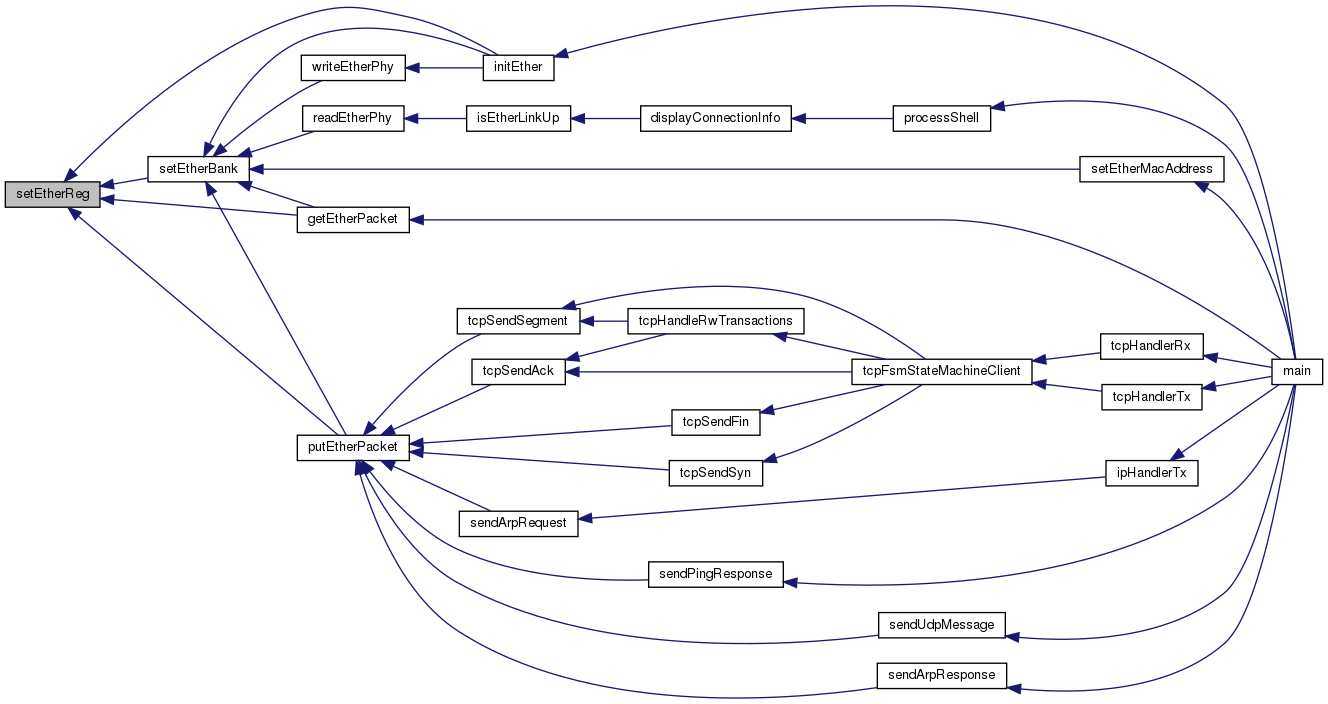 setEtherReg
setEtherBank
initEther
writeEtherPhy
readEtherPhy
isEtherLinkUp
displayConnectionInfo
processShell
setEtherMacAddress
getEtherPacket
putEtherPacket
tcpSendSegment
tcpHandleRwTransactions
tcpSendAck
tcpFsmStateMachineClient
tcpHandlerRx
tcpHandlerTx
main
tcpSendFin
tcpSendSyn
sendArpRequest
ipHandlerTx
sendPingResponse
sendUdpMessage
sendArpResponse